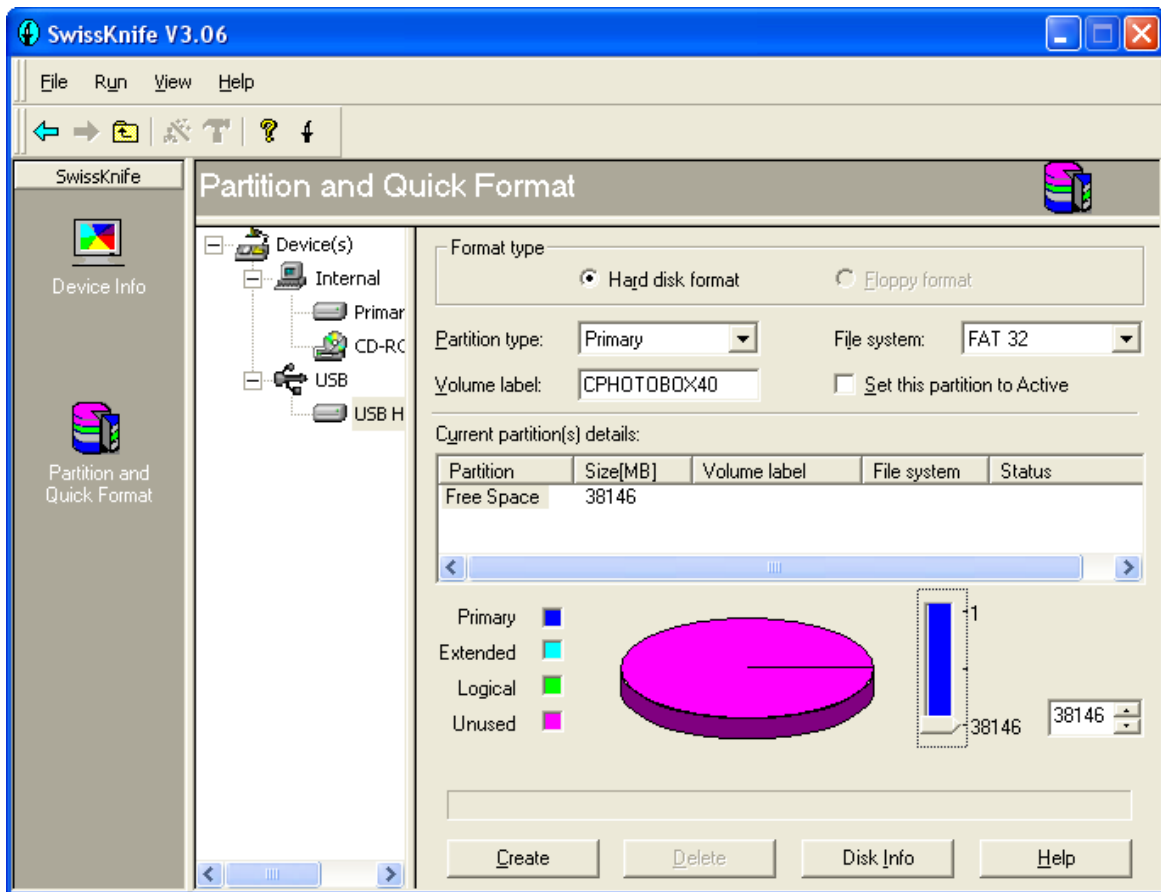 SwissKnife V3.06
File Run View Help
SwissKnife
Device Info
Partition and
Quick Format
Partition and Quick Format
Device(s)
Internal
Primar
CD-RC
USB
USB H
Format type
Hard disk format Floppy format
Partition type: Primary File system: FAT 32
Volume label: CPHOTOBOX40 Set this partition to Active
Current partition(s) details:
Partition Size[MB] Volume label File system Status
Free Space 38146
Primary
Extended
Logical
Unused
1
38146
38146
Create Delete Disk Info Help